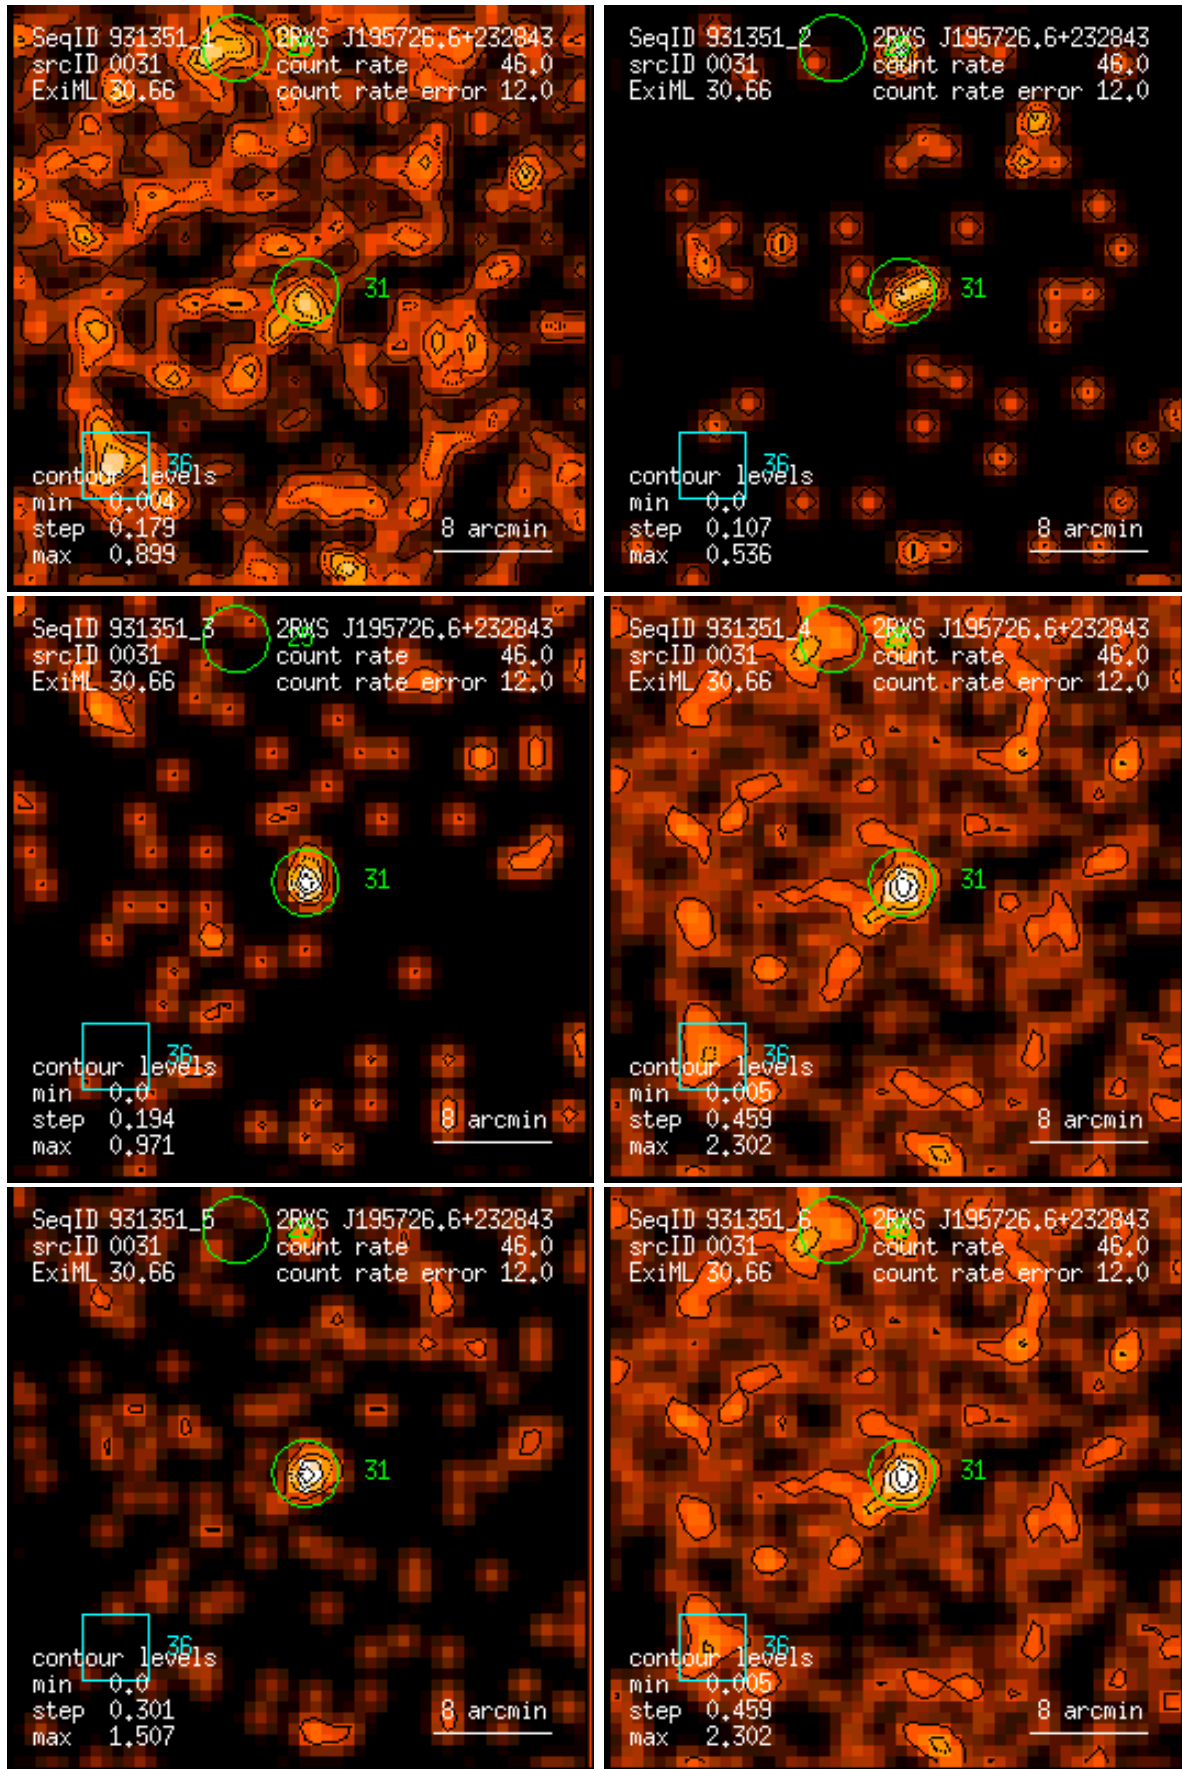 SeqID 931351_1 2RXS J195726.6+232843
srcID 0031 count rate 46.0
ExiML 30.66 count rate error 12.0
31
36
contour levels
min 0.004
step 0.179 8 arcmin
max 0.899
SeqID 931351_2 2RXS J195726.6+232843
srcID 0031 count rate 46.0
ExiML 30.66 count rate error 12.0
31
36
contour levels
min 0.0
step 0.107 8 arcmin
max 0.536
SeqID 931351_3 2RXS J195726.6+232843
srcID 0031 count rate 46.0
ExiML 30.66 count rate error 12.0
31
36
contour levels
min 0.0
step 0.194 8 arcmin
max 0.971
SeqID 931351_4 2RXS J195726.6+232843
srcID 0031 count rate 46.0
ExiML 30.66 count rate error 12.0
31
36
contour levels
min 0.005
step 0.459 8 arcmin
max 2.302
SeqID 931351_5 2RXS J195726.6+232843
srcID 0031 count rate 46.0
ExiML 30.66 count rate error 12.0
31
36
contour levels
min 0.0
step 0.301 8 arcmin
max 1.507
SeqID 931351_6 2RXS J195726.6+232843
srcID 0031 count rate 46.0
ExiML 30.66 count rate error 12.0
31
36
contour levels
min 0.005
step 0.459 8 arcmin
max 2.302